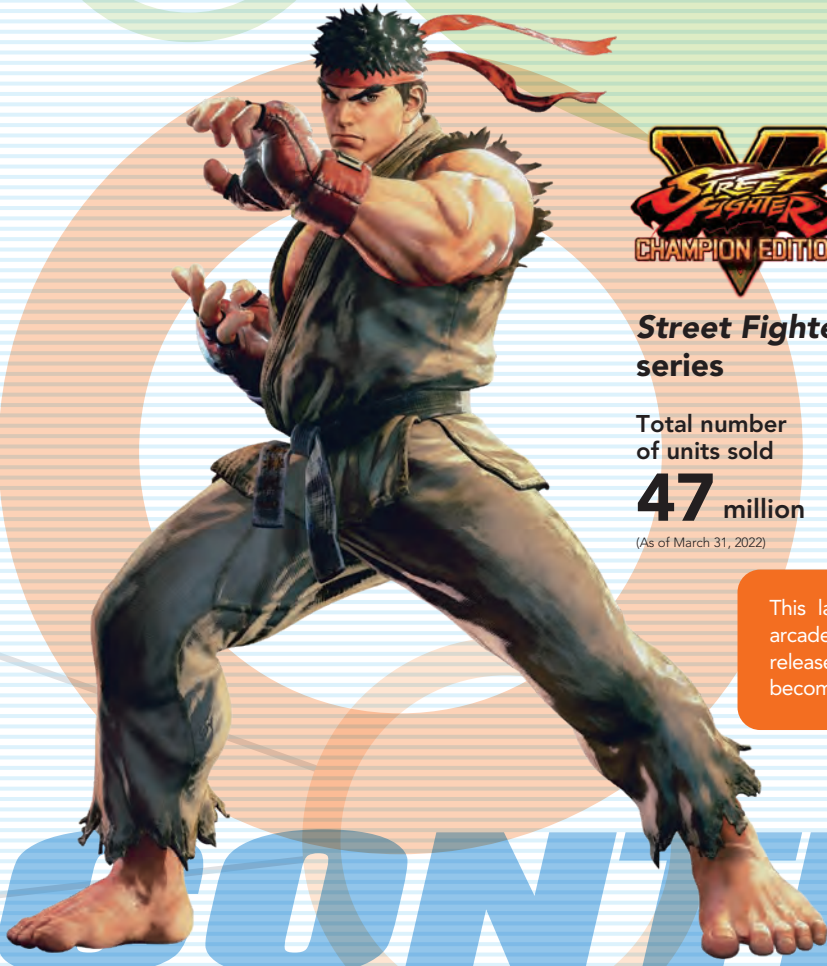 V
STREET
FIGHTER
CHAMPION EDITIO
Street Fighte
series
Total number
of units sold
47 million
(As of March 31, 2022)
This la
arcade
release
becom
CONT